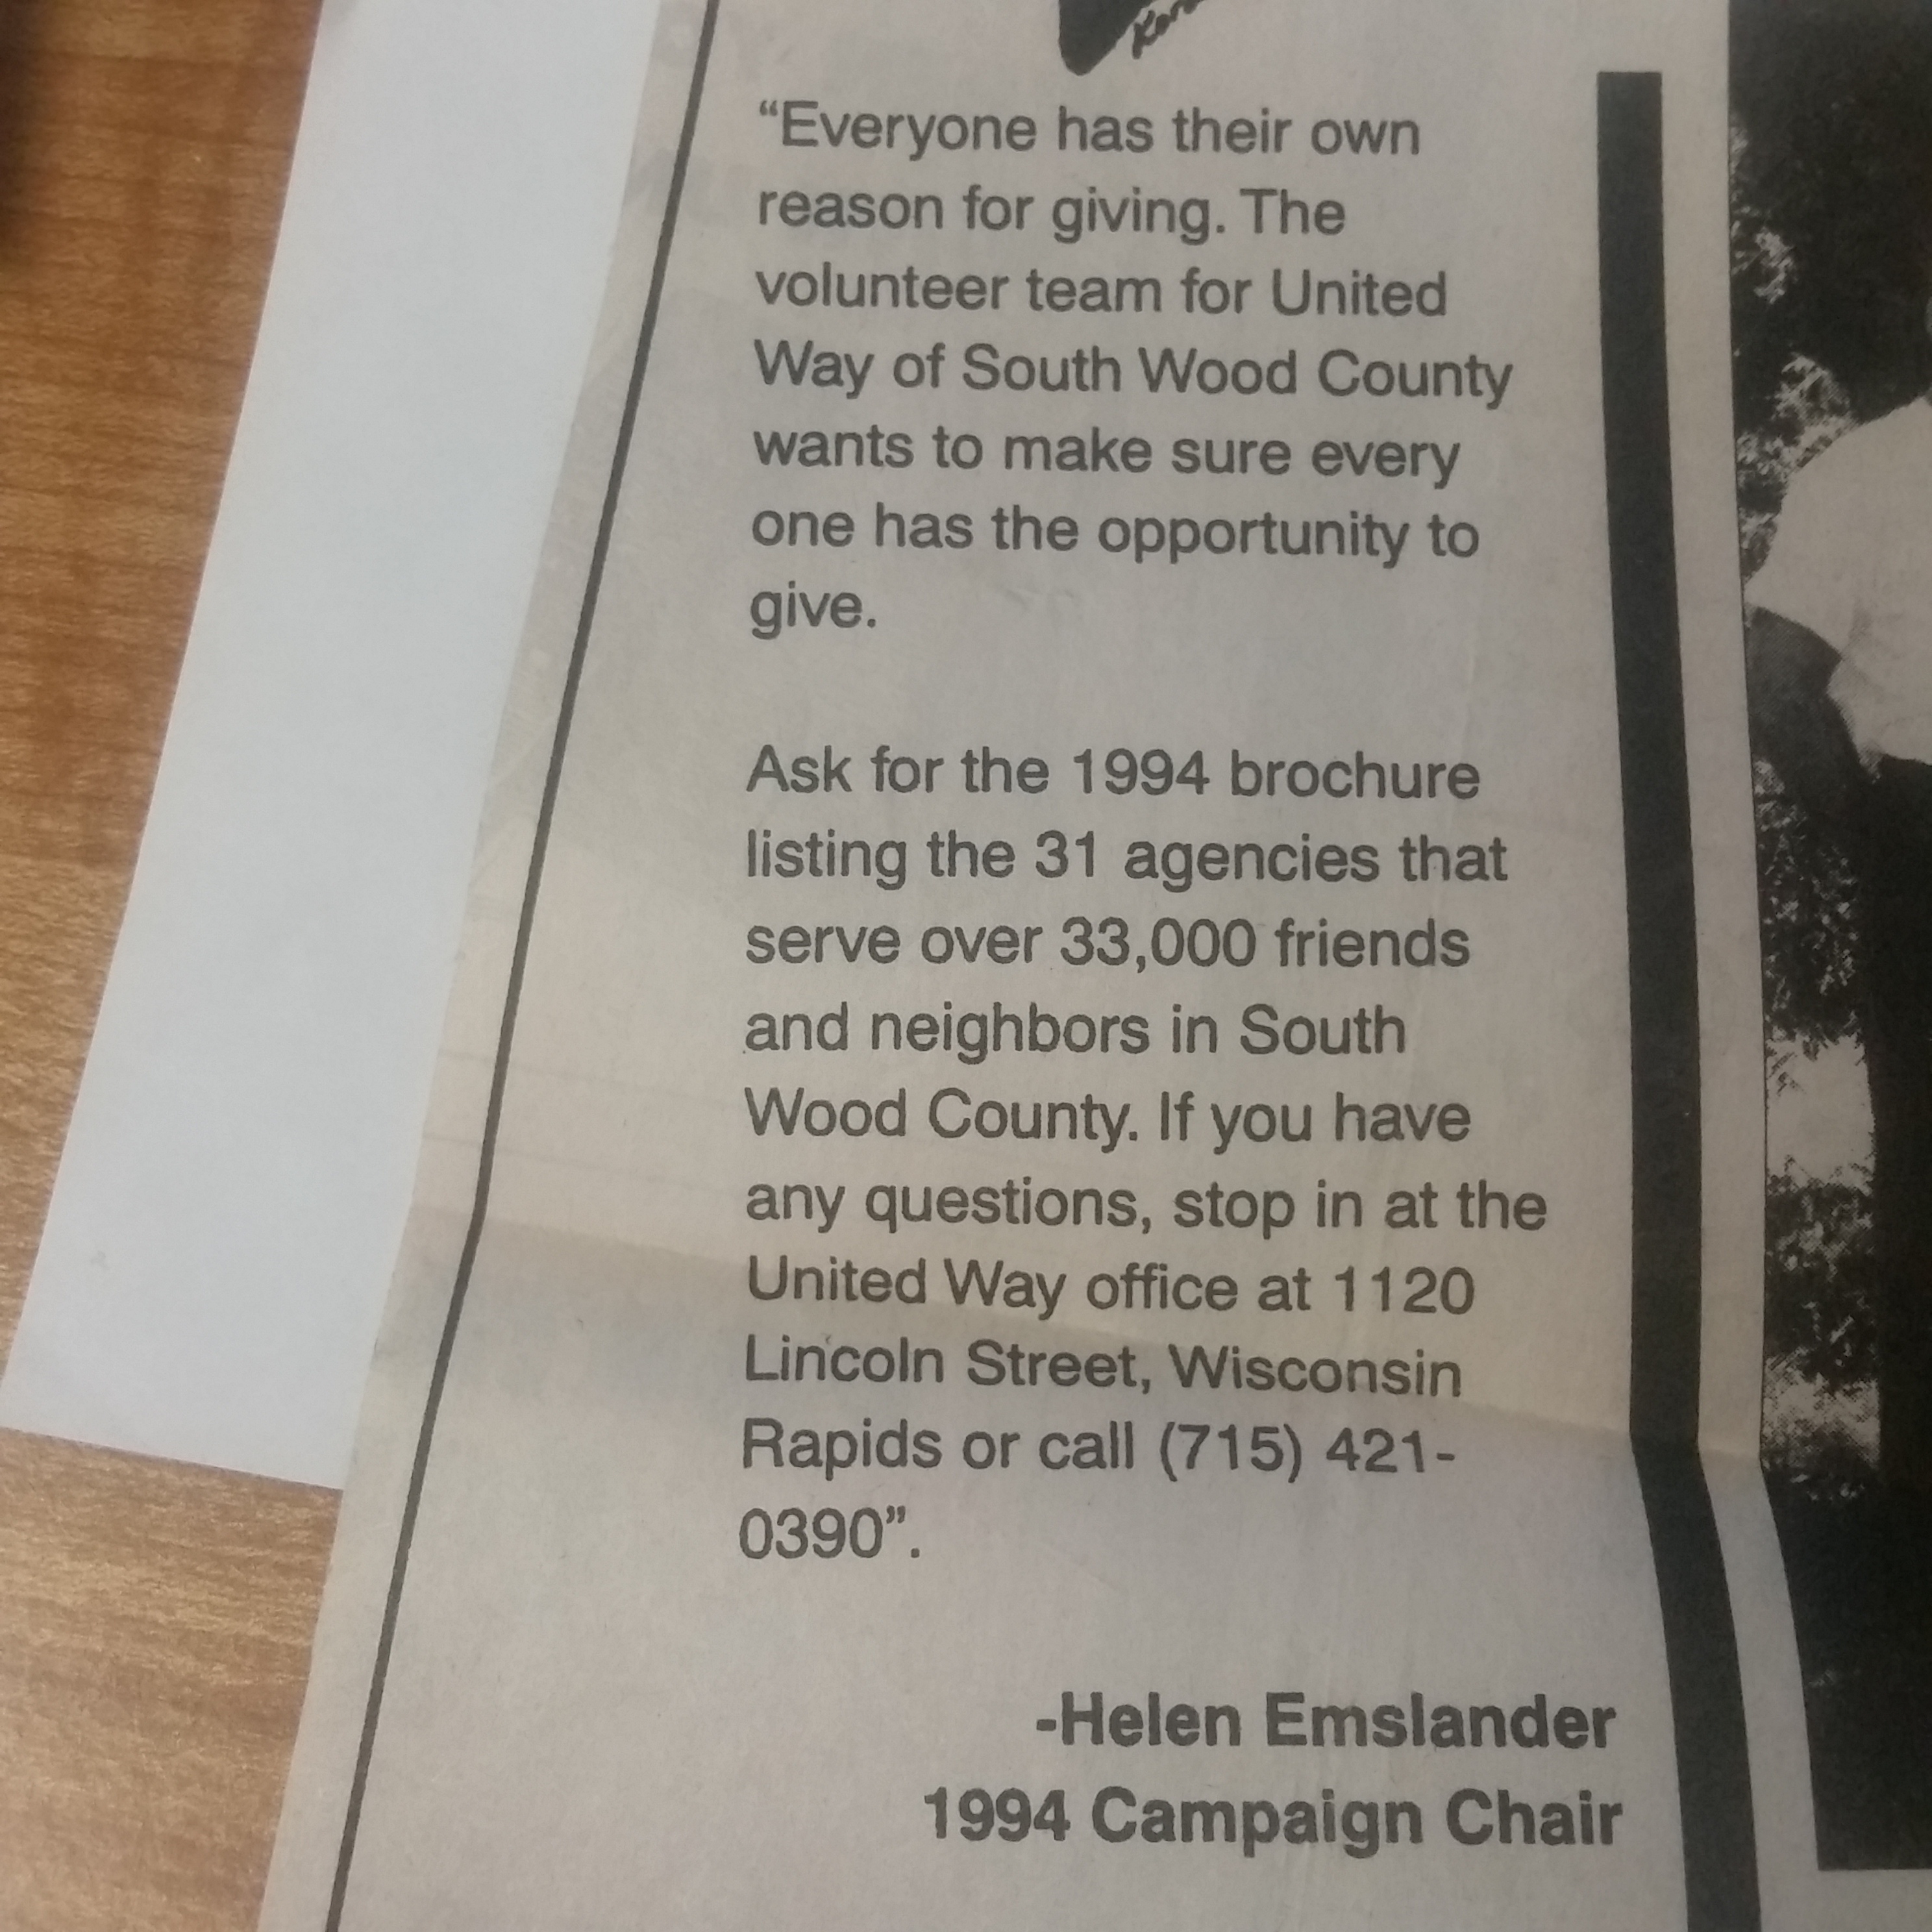 “Everyone has their own
reason for giving. The
volunteer team for United
Way of South Wood County
wants to make sure every
one has the opportunity to
give.
Ask for the 1994 brochure
listing the 31 agencies that
serve over 33,000 friends
and neighbors in South
Wood County. If you have
any questions, stop in at the
United Way office at 1120
Lincoln Street, Wisconsin
Rapids or call (715) 421-
0390”.
-Helen Emslander
1994 Campaign Chair